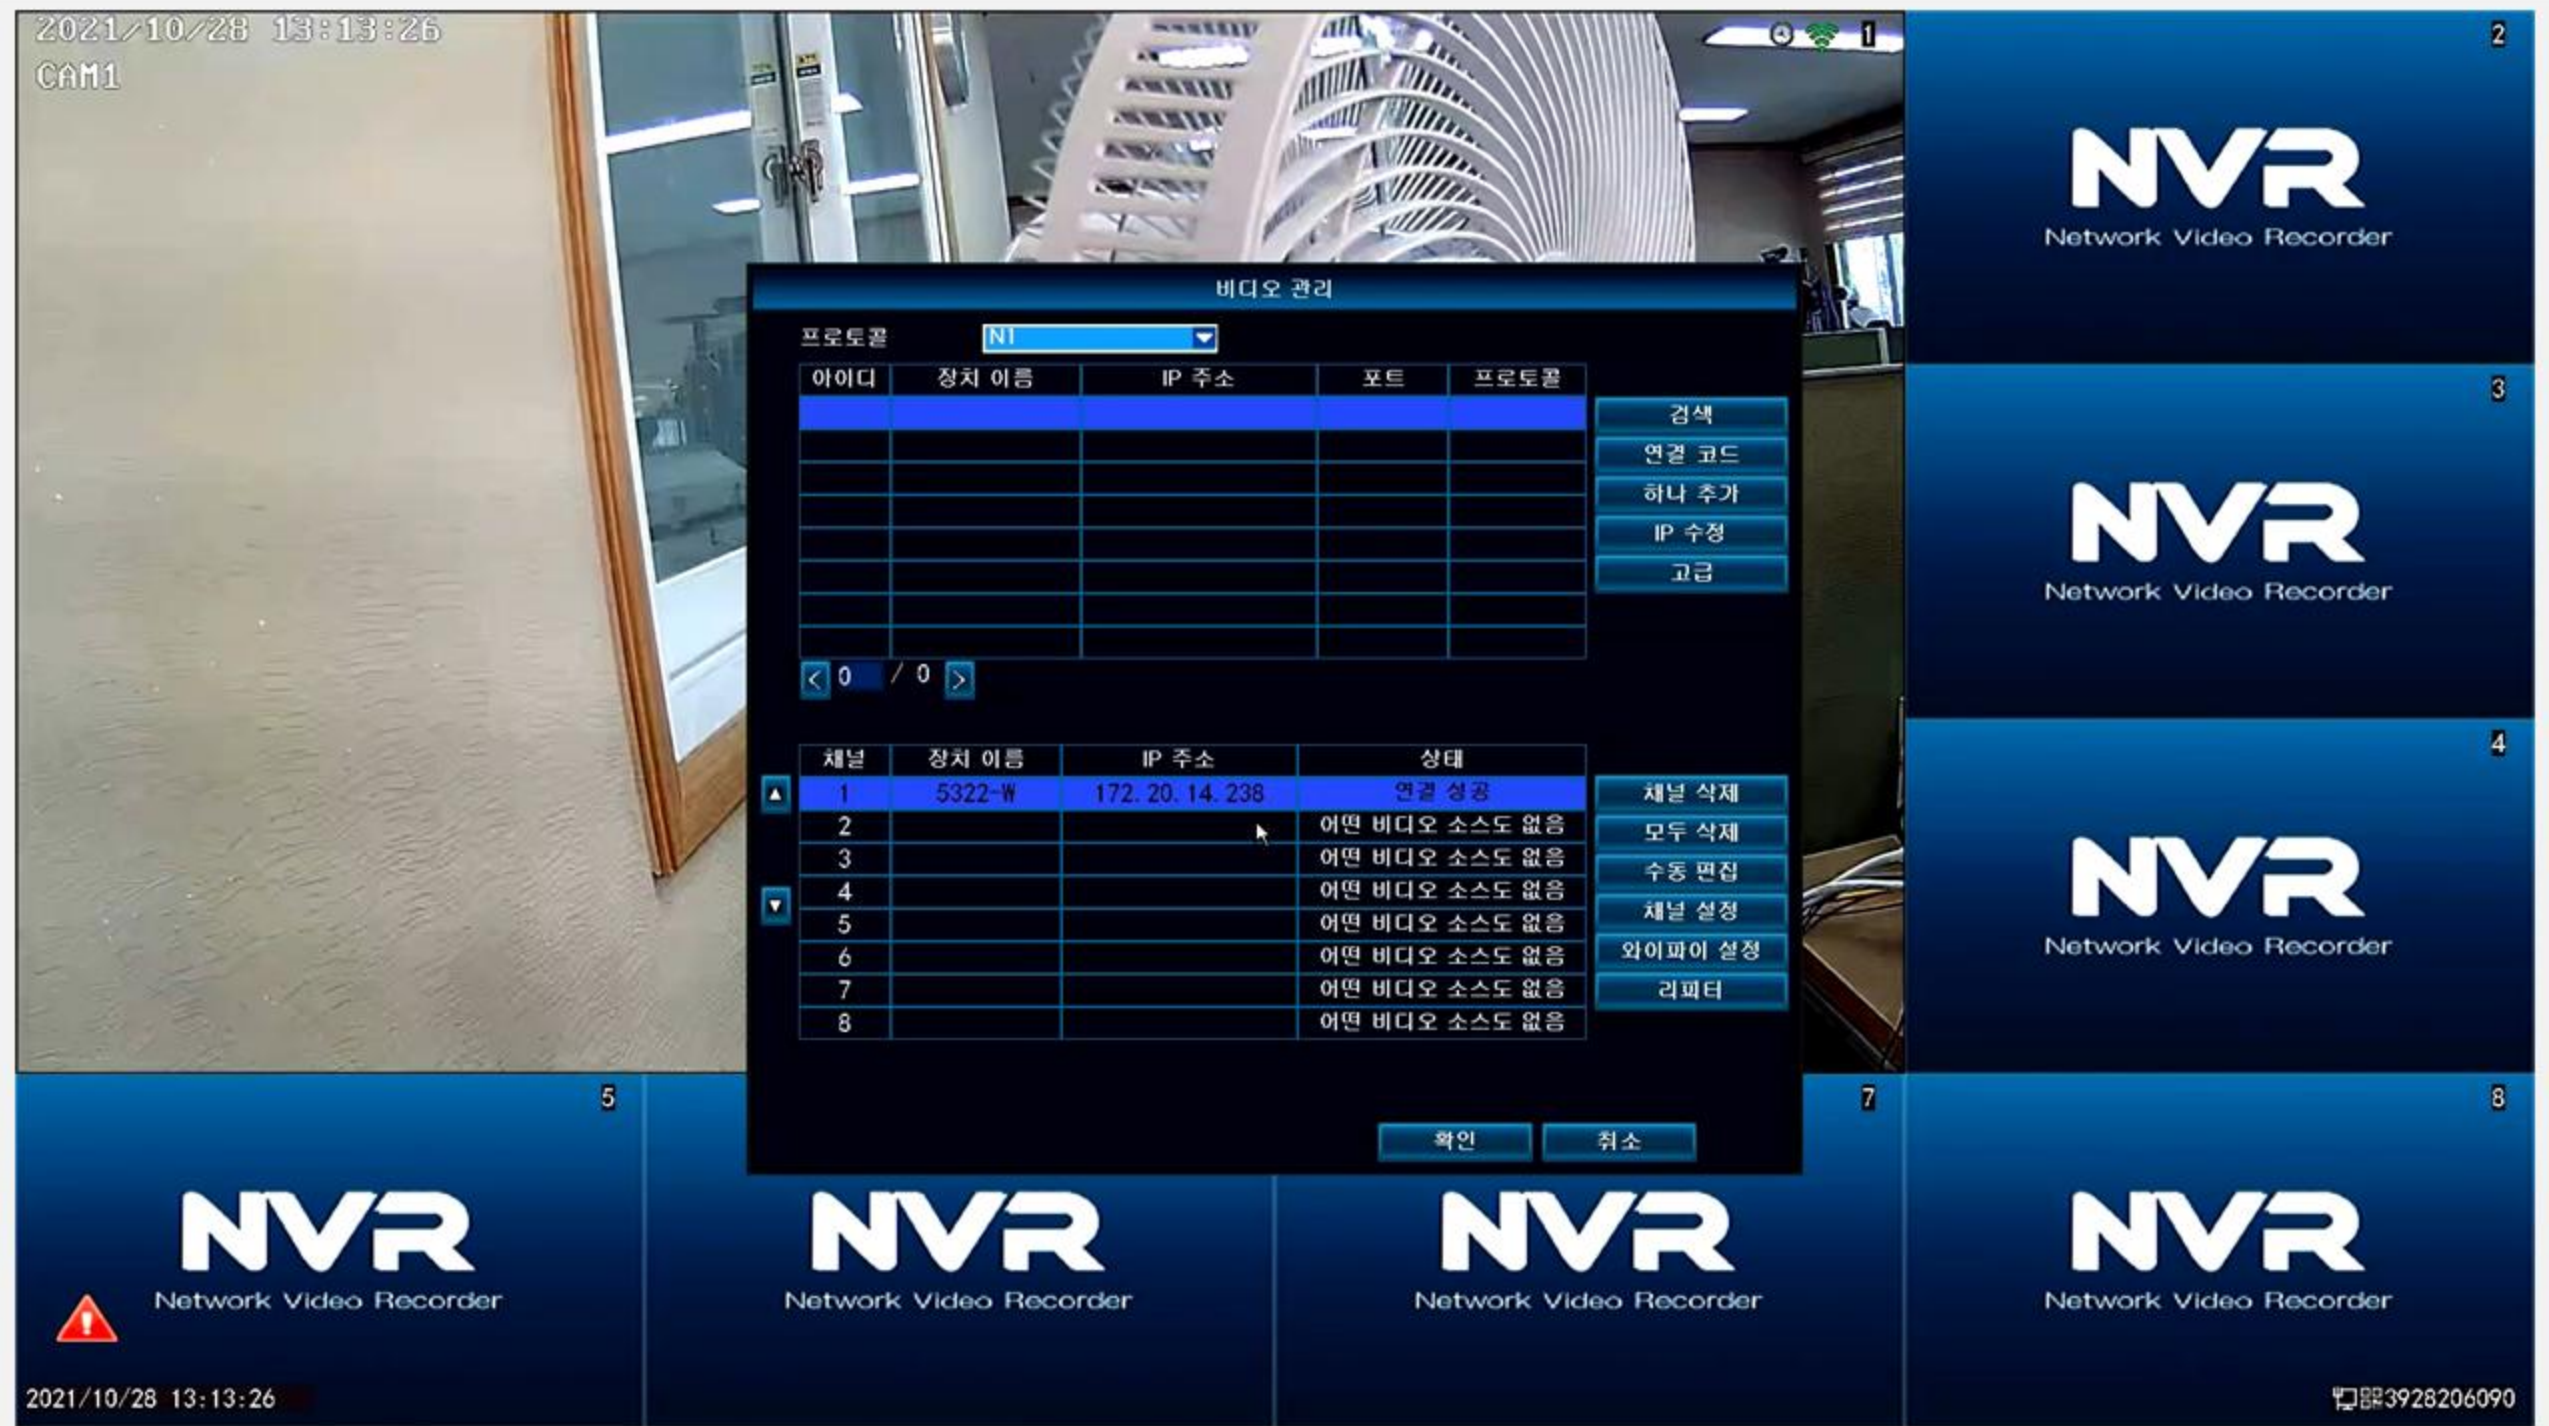 2021/10/28 13:13:26
CAM1
1
2
NVR
Network Video Recorder
3
NVR
Network Video Recorder
4
NVR
Network Video Recorder
비디오 관리
프로토콜 N1
아이디 장치 이름 IP 주소 포트 프로토콜
검색
연결 코드
하나 추가
IP 수정
고급
< 0 / 0 >
채널 장치 이름 IP 주소 상태
1 5322-W 172.20.14.238 연결 성공
2 어떤 비디오 소스도 없음
3 어떤 비디오 소스도 없음
4 어떤 비디오 소스도 없음
5 어떤 비디오 소스도 없음
6 어떤 비디오 소스도 없음
7 어떤 비디오 소스도 없음
8 어떤 비디오 소스도 없음
채널 삭제
모두 삭제
수동 편집
채널 설정
와이파이 설정
리피터
확인 취소
5
NVR
Network Video Recorder
NVR
Network Video Recorder
7
NVR
Network Video Recorder
8
NVR
Network Video Recorder
2021/10/28 13:13:26
3928206090